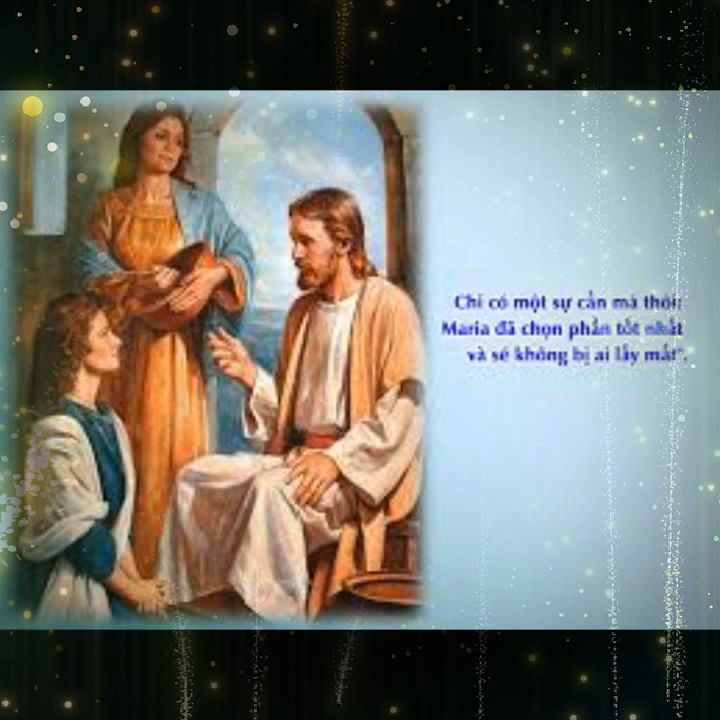 Chỉ có một sự cần mà thôi:
Maria đã chọn phần tốt nhất
và sẽ không bị ai lấy mất".